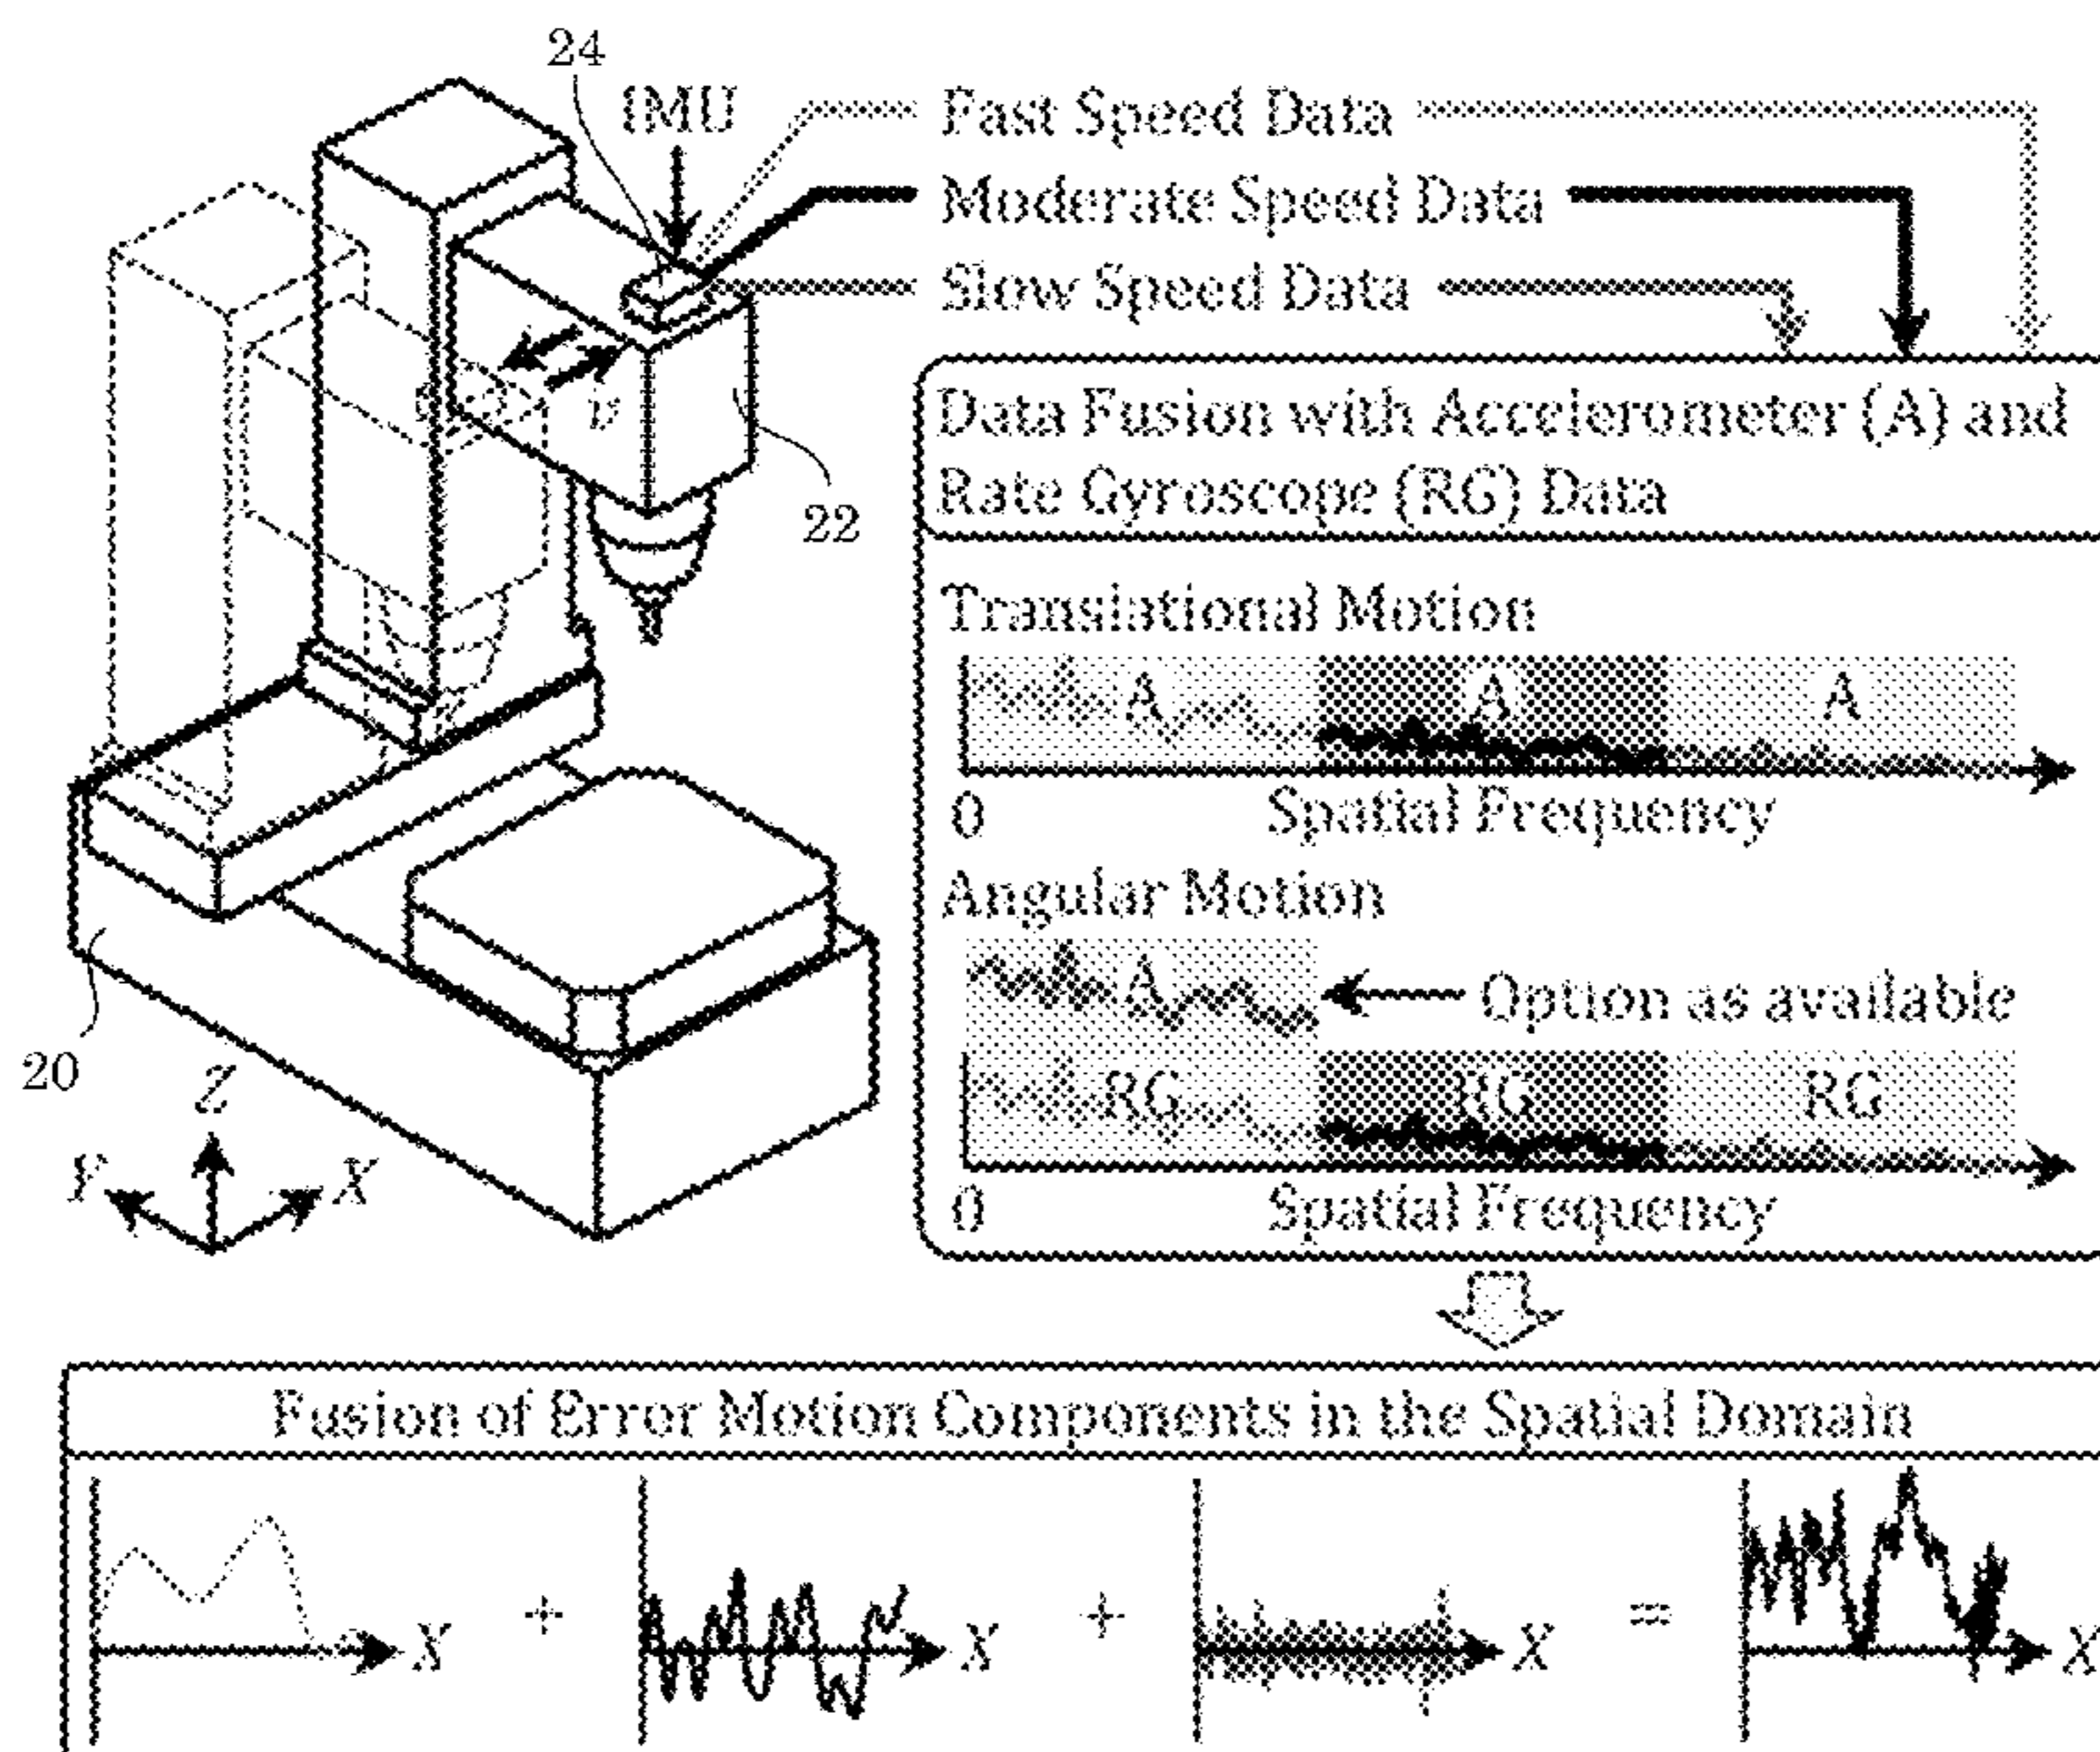 24
IMU
Fast Speed Data
Moderate Speed Data
Slow Speed Data
v
22
20
Z
Y
X
Data Fusion with Accelerometer (A) and
Rate Gyroscope (RG) Data
Translational Motion
A A A
0 Spatial Frequency
Angular Motion
A Option as available
RG RG RG
0 Spatial Frequency
Fusion of Error Motion Components in the Spatial Domain
X + X + X = X